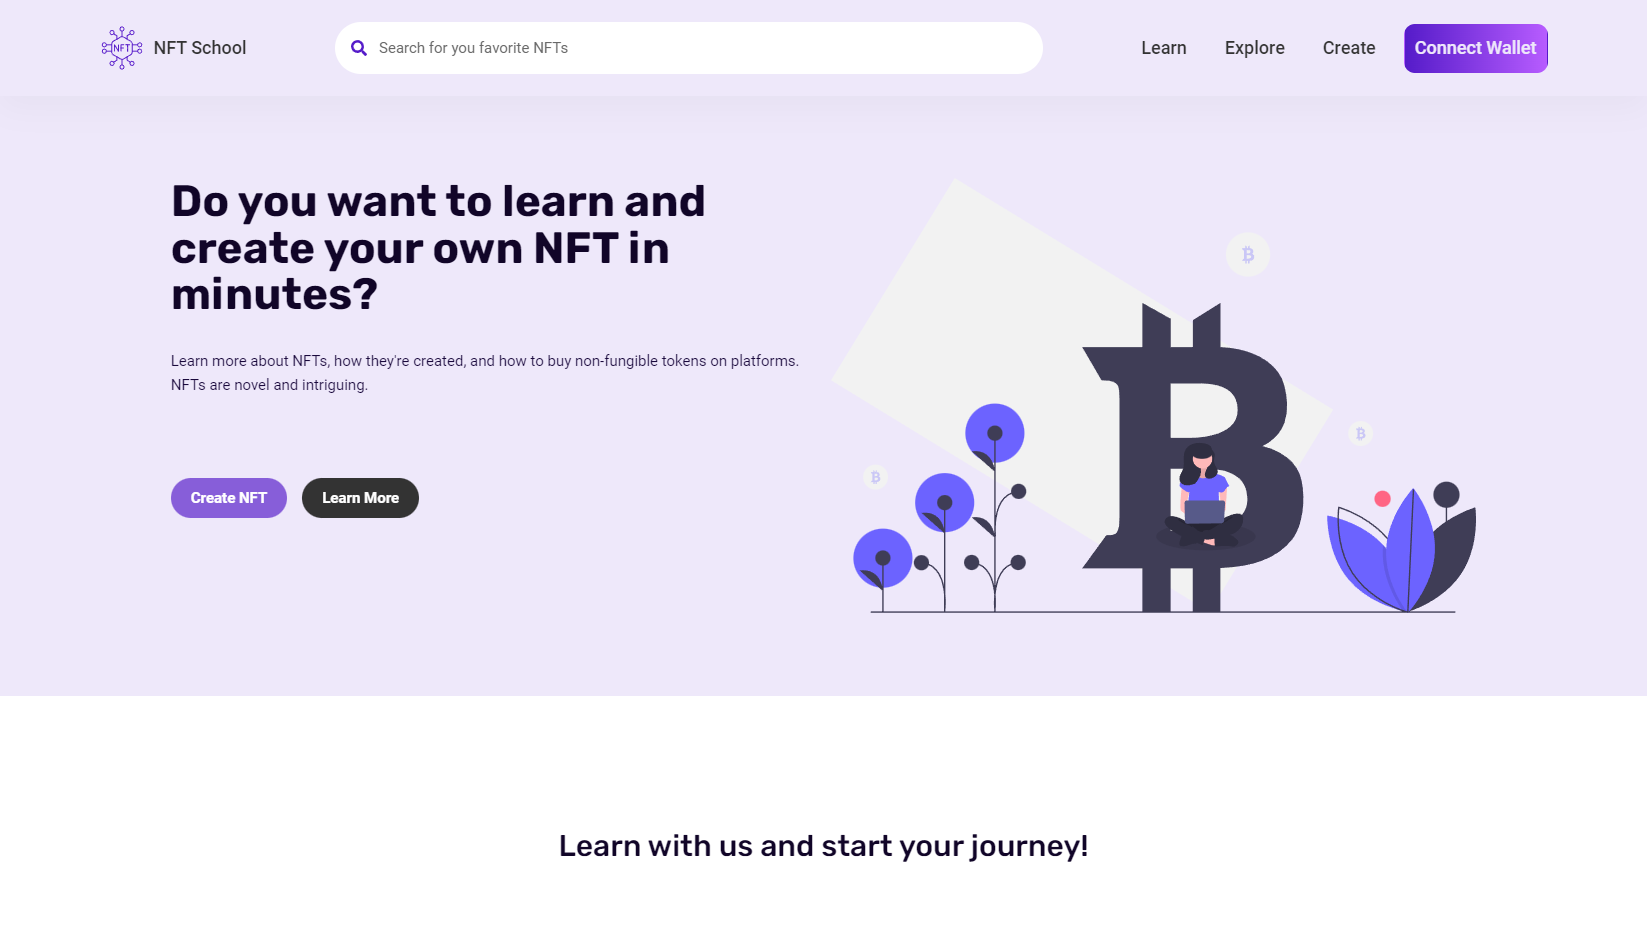 NFT
NFT School
Search for you favorite NFTs
Learn
Explore
Create
Connect Wallet
Do you want to learn and
create your own NFT in
minutes?
Learn more about NFTs, how they're created, and how to buy non-fungible tokens on platforms.
NFTs are novel and intriguing.
Create NFT
Learn More
Learn with us and start your journey!